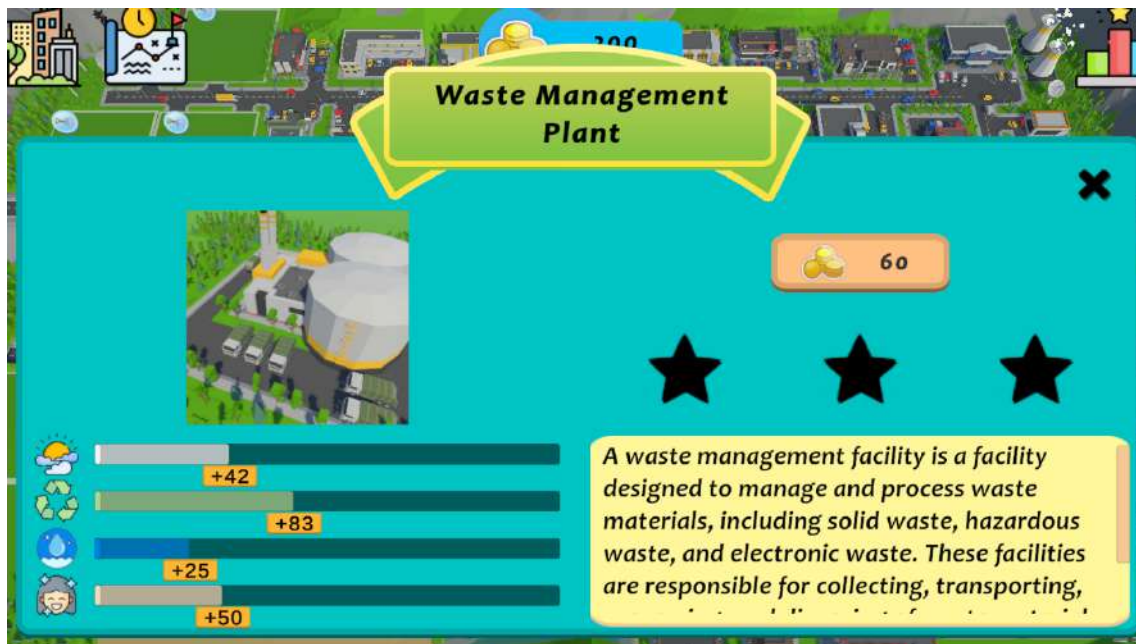 200
Waste Management
Plant
60
+42
+83
+25
+50
A waste management facility is a facility
designed to manage and process waste
materials, including solid waste, hazardous
waste, and electronic waste. These facilities
are responsible for collecting, transporting,